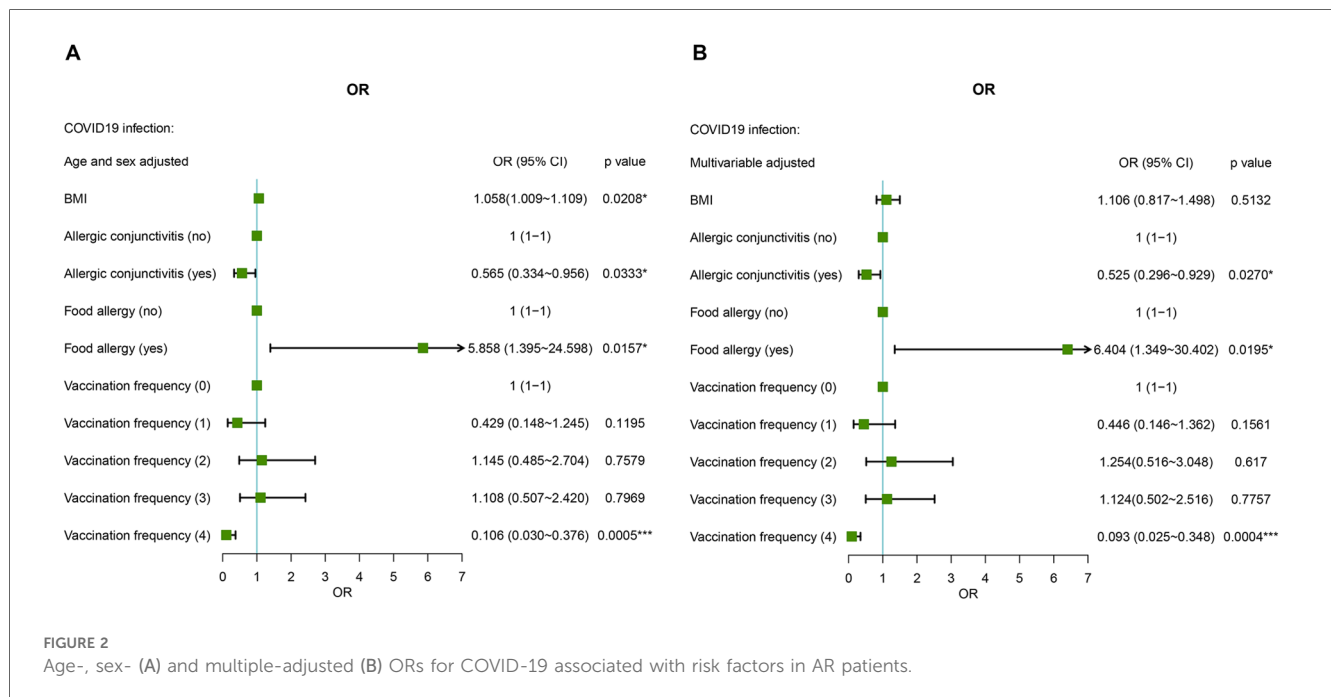 A
OR
COVID19 infection:
Age and sex adjusted OR (95% CI) p value
BMI 1.058(1.009~1.109) 0.0208*
Allergic conjunctivitis (no) 1 (1−1)
Allergic conjunctivitis (yes) 0.565 (0.334~0.956) 0.0333*
Food allergy (no) 1 (1−1)
Food allergy (yes) 5.858 (1.395~24.598) 0.0157*
Vaccination frequency (0) 1 (1−1)
Vaccination frequency (1) 0.429 (0.148~1.245) 0.1195
Vaccination frequency (2) 1.145 (0.485~2.704) 0.7579
Vaccination frequency (3) 1.108 (0.507~2.420) 0.7969
Vaccination frequency (4) 0.106 (0.030~0.376) 0.0005***
0 1 2 3 4 5 6 7
OR
B
OR
COVID19 infection:
Multivariable adjusted OR (95% CI) p value
BMI 1.106 (0.817~1.498) 0.5132
Allergic conjunctivitis (no) 1 (1−1)
Allergic conjunctivitis (yes) 0.525 (0.296~0.929) 0.0270*
Food allergy (no) 1 (1−1)
Food allergy (yes) 6.404 (1.349~30.402) 0.0195*
Vaccination frequency (0) 1 (1−1)
Vaccination frequency (1) 0.446 (0.146~1.362) 0.1561
Vaccination frequency (2) 1.254(0.516~3.048) 0.617
Vaccination frequency (3) 1.124(0.502~2.516) 0.7757
Vaccination frequency (4) 0.093 (0.025~0.348) 0.0004***
0 1 2 3 4 5 6 7
OR
FIGURE 2
Age-, sex- (A) and multiple-adjusted (B) ORs for COVID-19 associated with risk factors in AR patients.